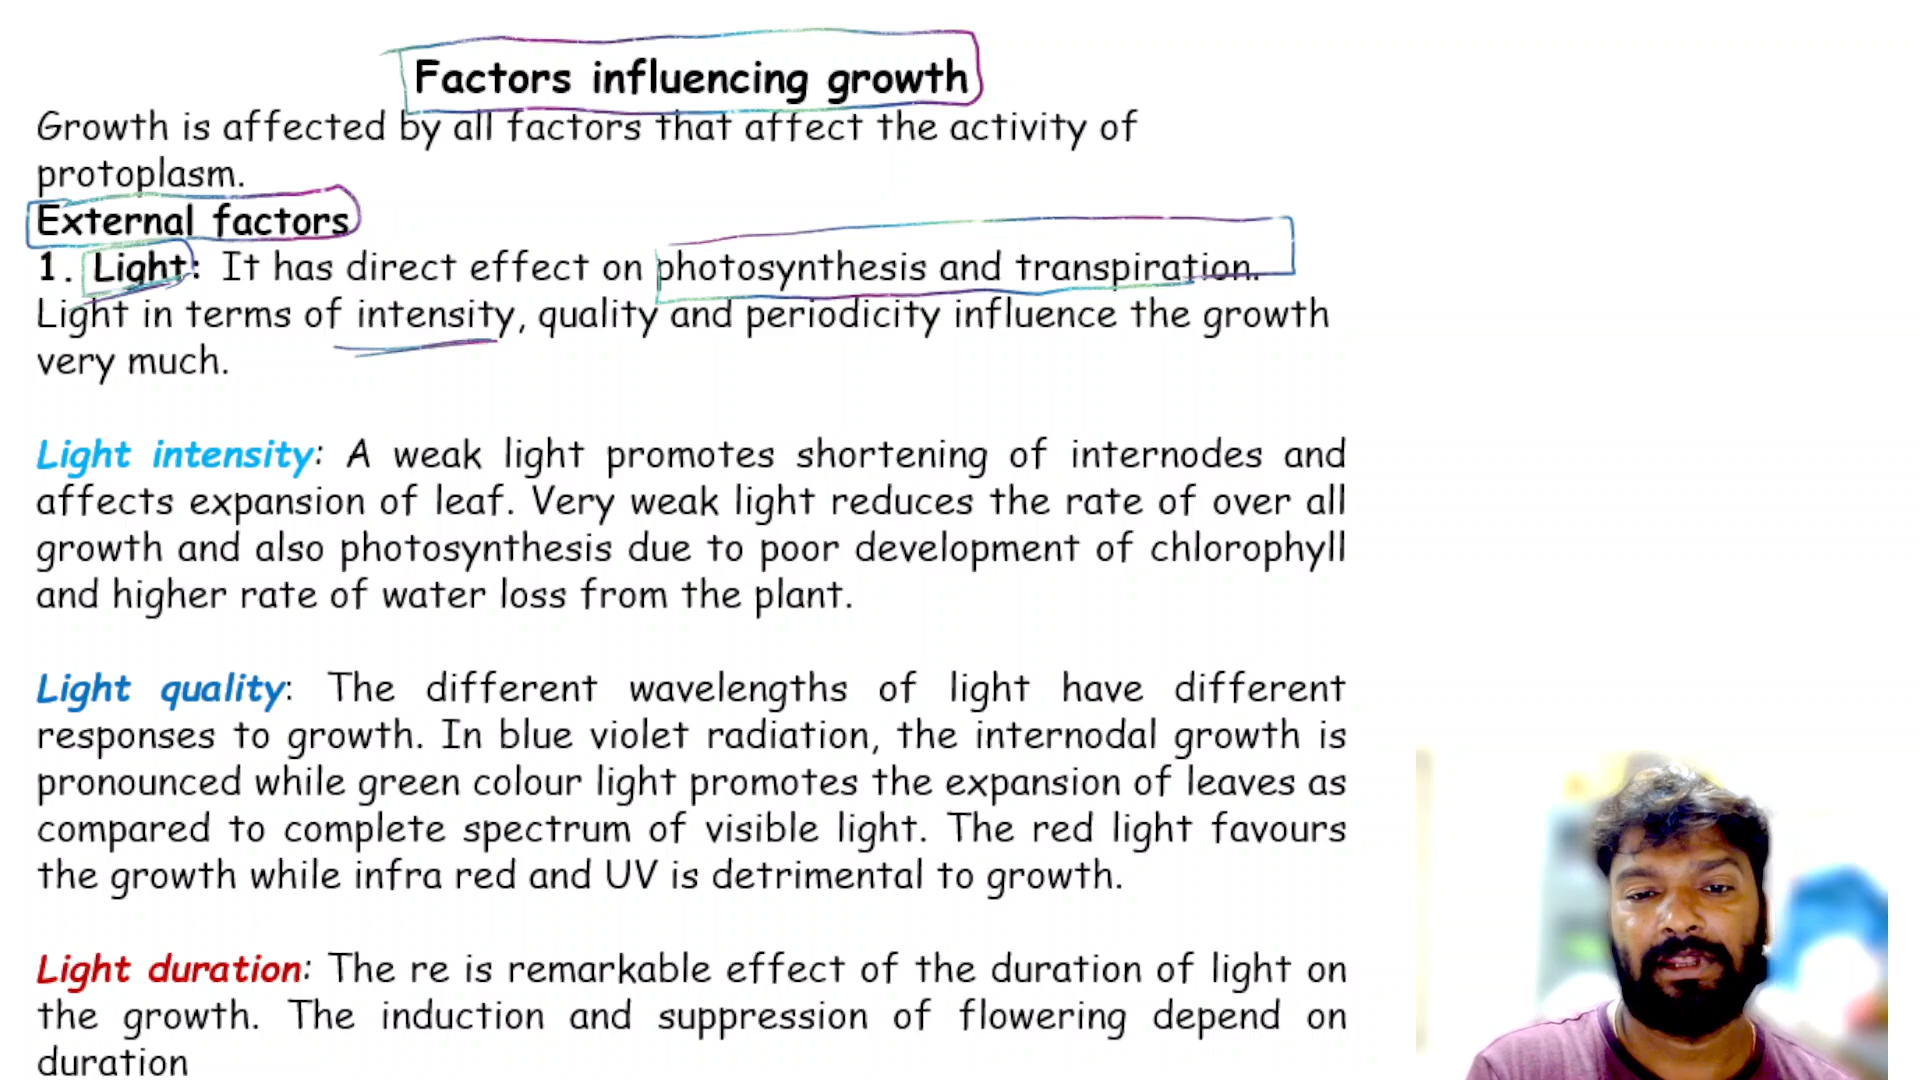 Factors influencing growth
Growth is affected by all factors that affect the activity of
protoplasm.
External factors
1. Light: It has direct effect on photosynthesis and transpiration.
Light in terms of intensity, quality and periodicity influence the growth
very much.
Light intensity: A weak light promotes shortening of internodes and
affects expansion of leaf. Very weak light reduces the rate of over all
growth and also photosynthesis due to poor development of chlorophyll
and higher rate of water loss from the plant.
Light quality: The different wavelengths of light have different
responses to growth. In blue violet radiation, the internodal growth is
pronounced while green colour light promotes the expansion of leaves as
compared to complete spectrum of visible light. The red light favours
the growth while infra red and UV is detrimental to growth.
Light duration: The re is remarkable effect of the duration of light on
the growth. The induction and suppression of flowering depend on
duration